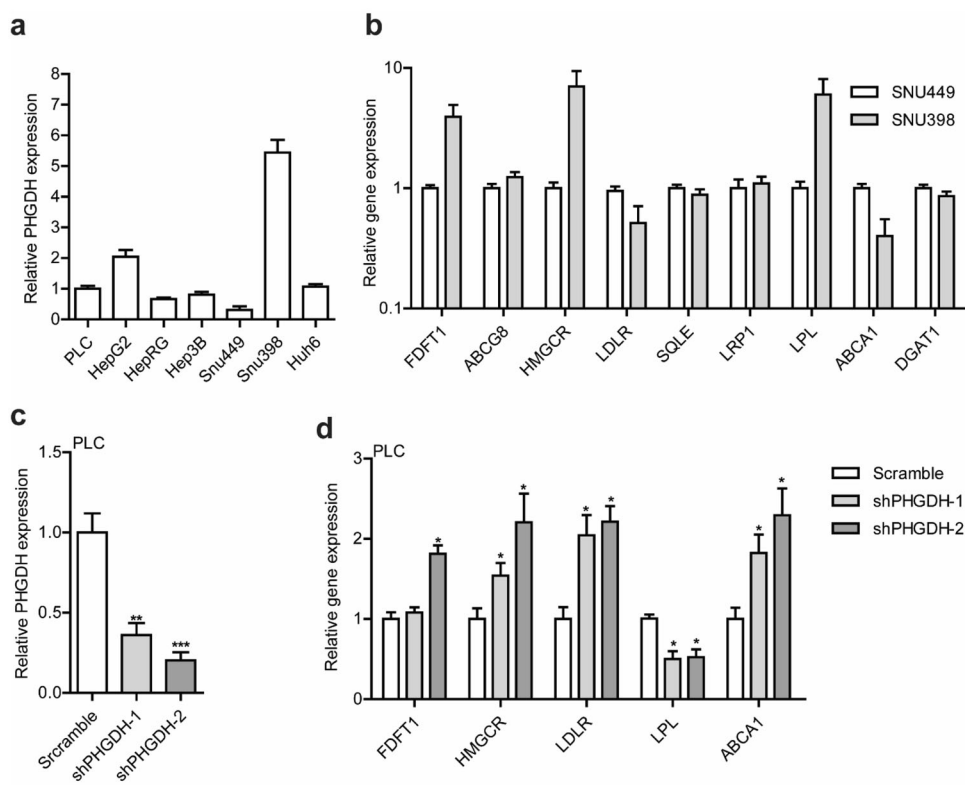 a
Relative PHGDH expression
8
7
6
5
4
3
2
1
0
PLC
HepG2
HepRG
Hep3B
Snu449
Snu398
Huh6
b
Relative gene expression
10
1
0.1
SNU449
SNU398
FDFT1
ABCG8
HMGCR
LDLR
SQLE
LRP1
LPL
ABCA1
DGAT1
c
PLC
Relative PHGDH expression
1.5
1.0
0.5
0.0
**
***
Srcramble
shPHGDH-1
shPHGDH-2
d
PLC
Relative gene expression
3
2
1
0
*
*
*
*
*
*
*
*
*
Scramble
shPHGDH-1
shPHGDH-2
FDFT1
HMGCR
LDLR
LPL
ABCA1